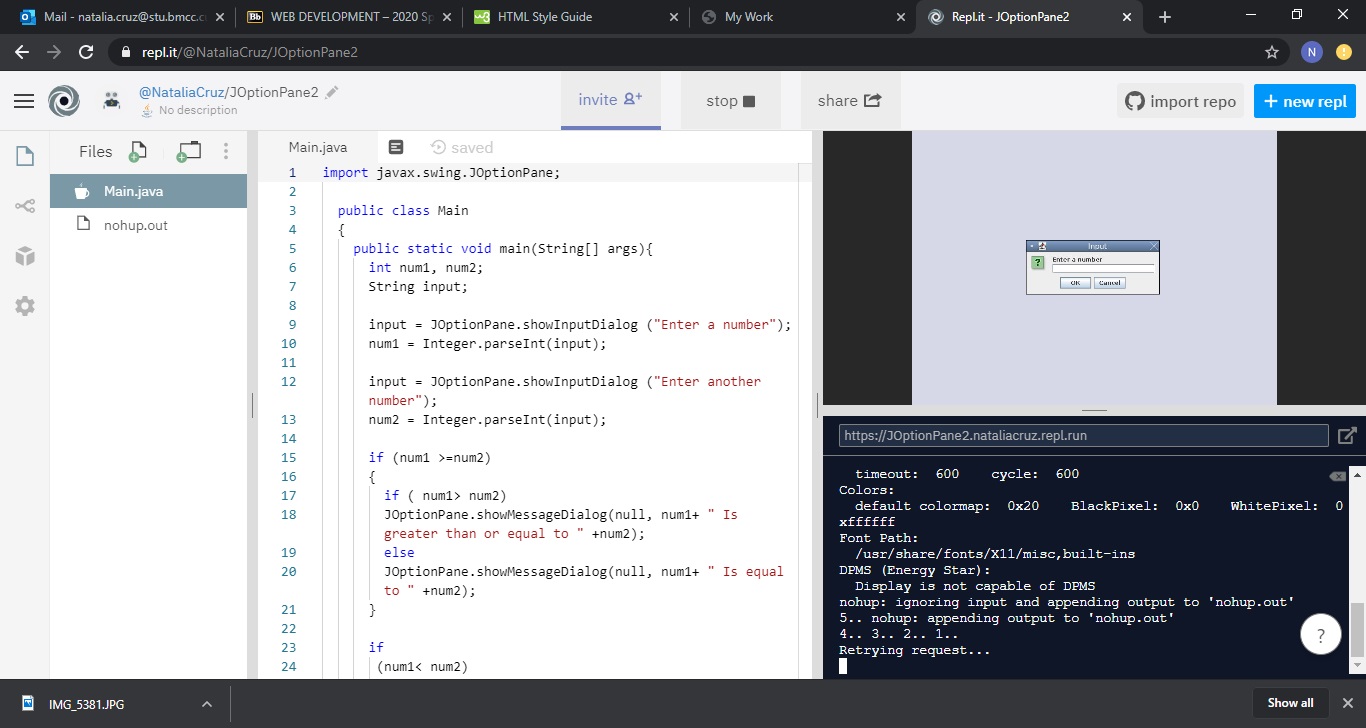 Mail - natalia.cruz@stu.bmcc.c
Bb WEB DEVELOPMENT – 2020 Sp
HTML Style Guide
My Work
Repl.it - JOptionPane2
repl.it/@NataliaCruz/JOptionPane2
N
@NataliaCruz/JOptionPane2
No description
invite
stop
share
import repo
+ new repl
Files
Main.java
nohup.out
Main.java
saved
1 import javax.swing.JOptionPane;
2
3 public class Main
4 {
5 public static void main(String[] args){
6 int num1, num2;
7 String input;
8
9 input = JOptionPane.showInputDialog ("Enter a number");
10 num1 = Integer.parseInt(input);
11
12 input = JOptionPane.showInputDialog ("Enter another
number");
13 num2 = Integer.parseInt(input);
14
15 if (num1 >=num2)
16 {
17 if ( num1> num2)
18 JOptionPane.showMessageDialog(null, num1+ " Is
greater than or equal to " +num2);
19 else
20 JOptionPane.showMessageDialog(null, num1+ " Is equal
to " +num2);
21 }
22
23 if
24 (num1< num2)
Input
? Enter a number
OK Cancel
https://JOptionPane2.nataliacruz.repl.run
timeout: 600 cycle: 600
Colors:
default colormap: 0x20 BlackPixel: 0x0 WhitePixel: 0
xffffff
Font Path:
/usr/share/fonts/X11/misc,built-ins
DPMS (Energy Star):
Display is not capable of DPMS
nohup: ignoring input and appending output to 'nohup.out'
5.. nohup: appending output to 'nohup.out'
4.. 3.. 2.. 1..
Retrying request...
?
IMG_5381.JPG
Show all